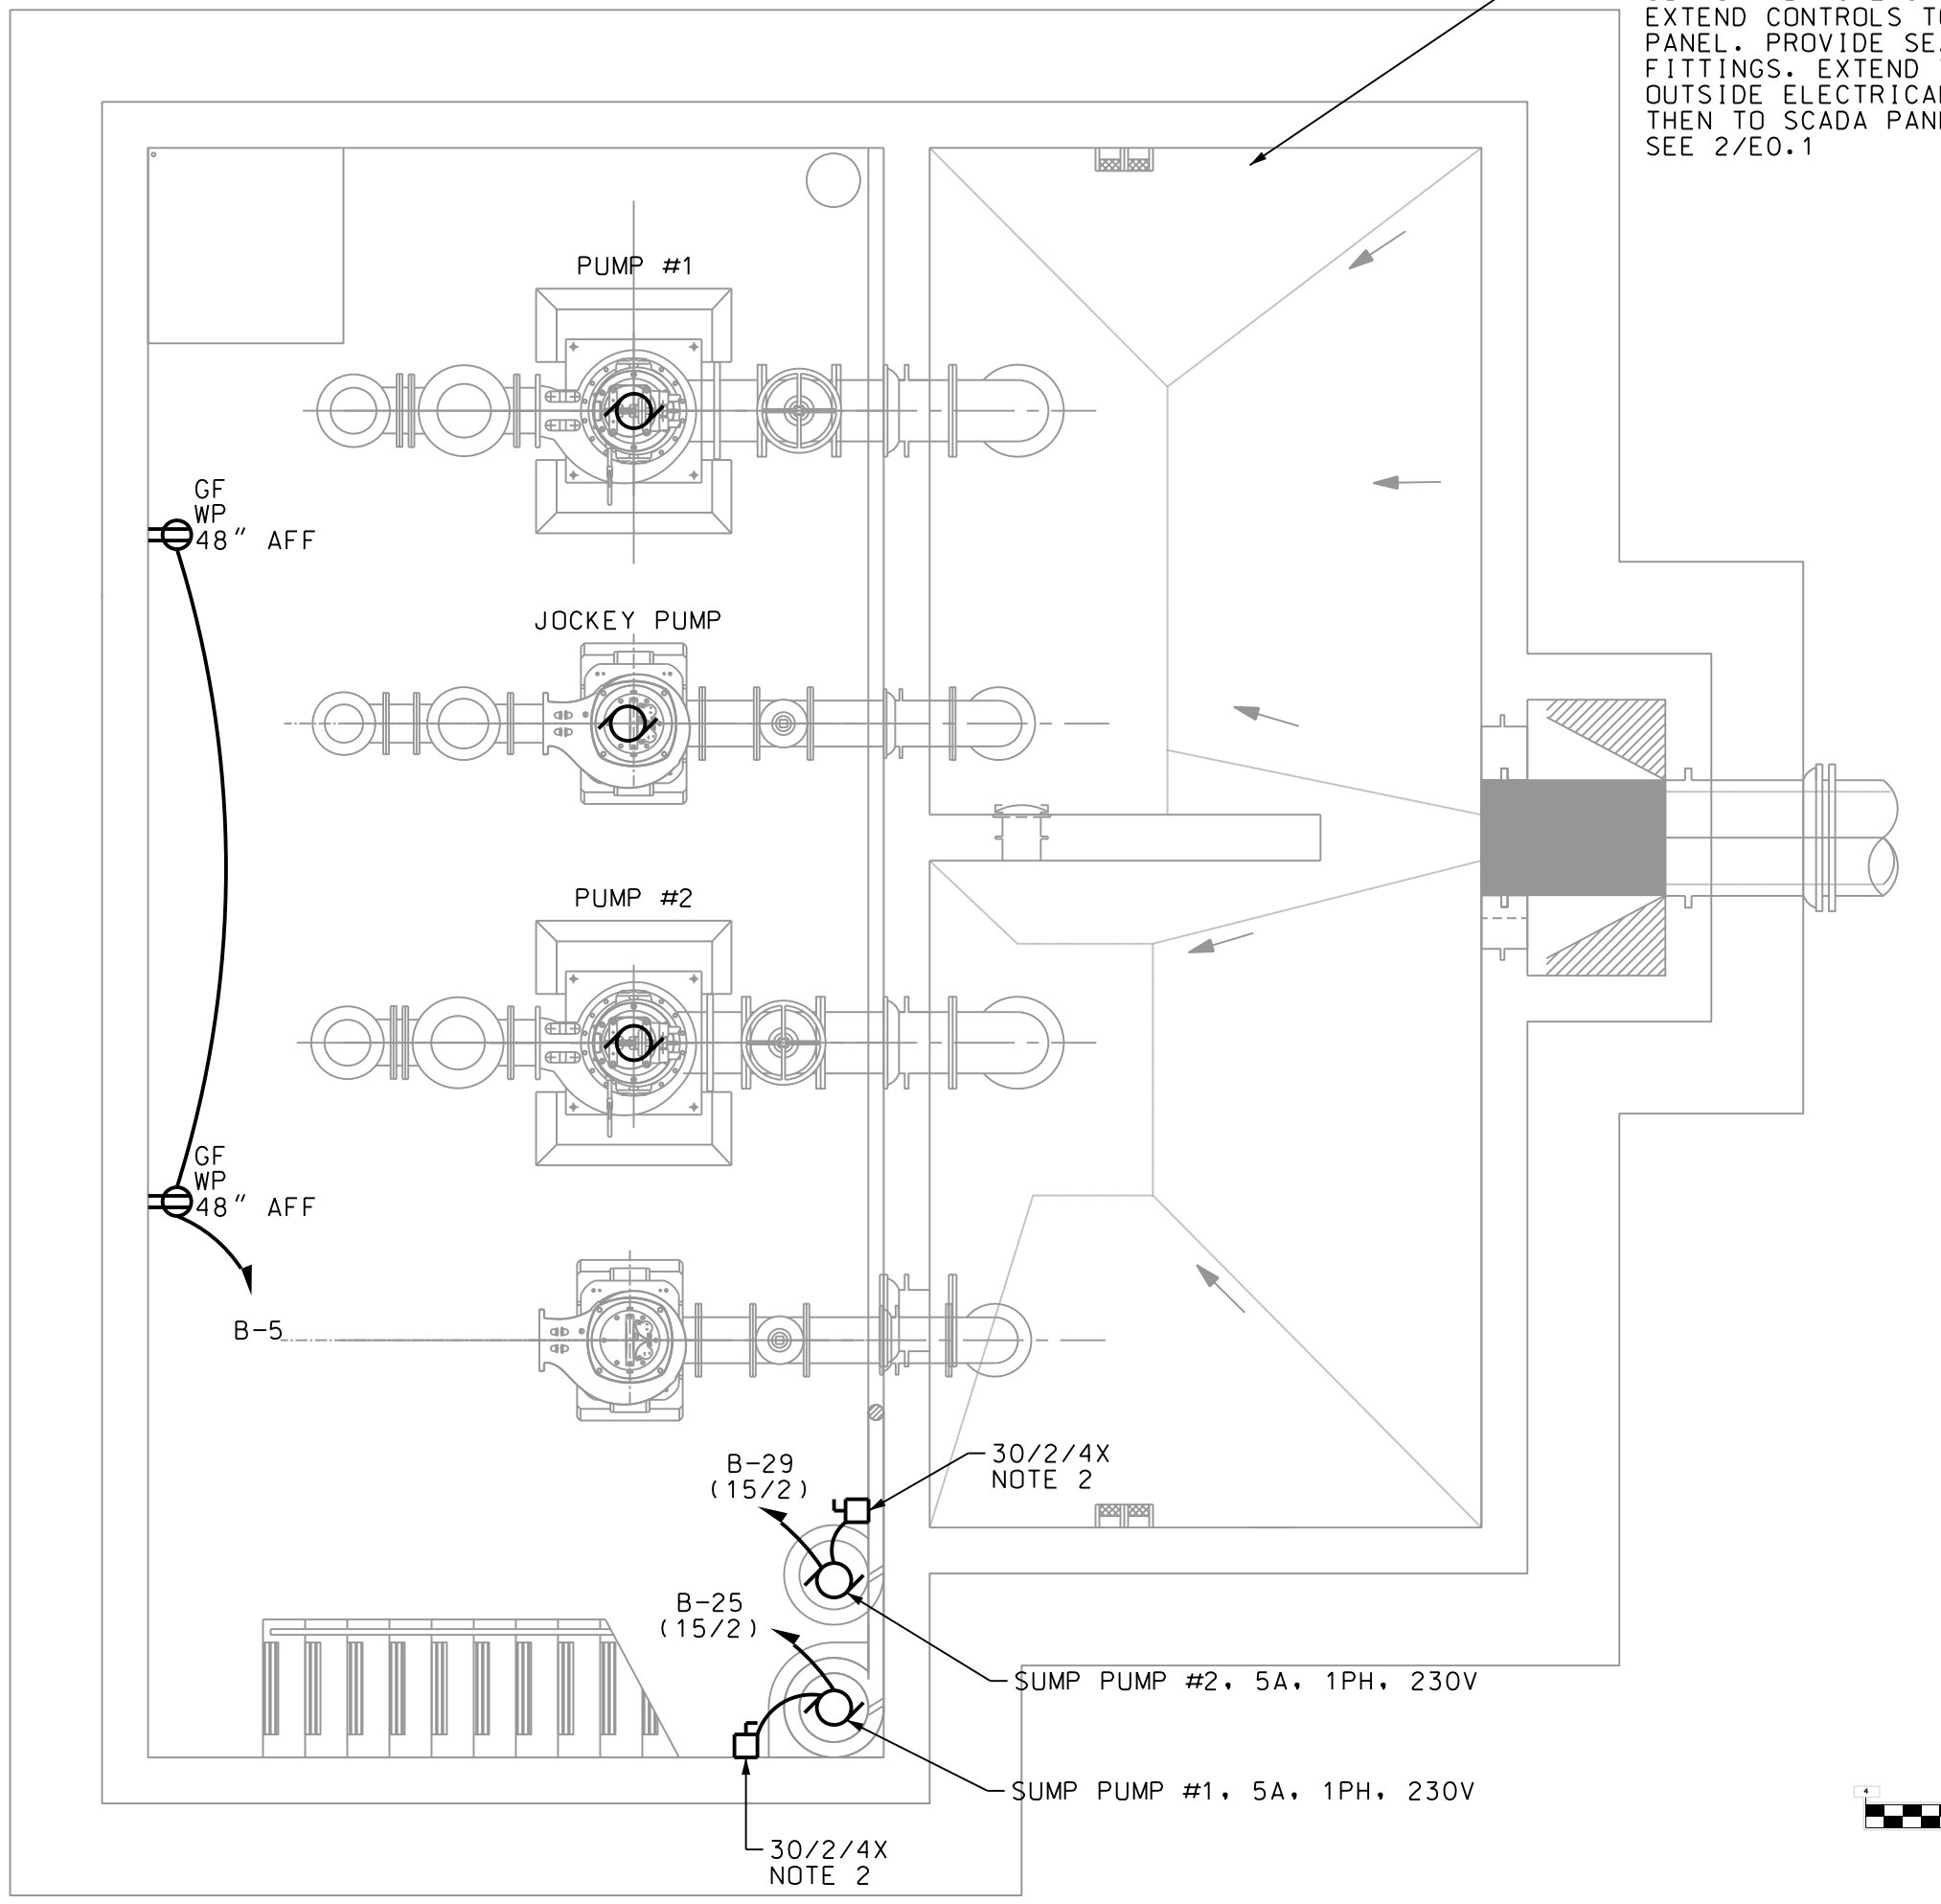 EXTEND CONTROLS
PANEL. PROVIDE
FITTINGS. EXTEND
OUTSIDE
THEN TO SCADA
SEE 2/E0.1
PUMP #1
GF
WP
48" AFF
JOCKEY PUMP
PUMP #2
GF
WP
48" AFF
B-5
30/2/4X
NOTE 2
B-29
(15/2)
B-25
(15/2)
SUMP PUMP #2, 5A, 1PH, 230V
SUMP PUMP #1, 5A, 1PH, 230V
30/2/4X
NOTE 2
4